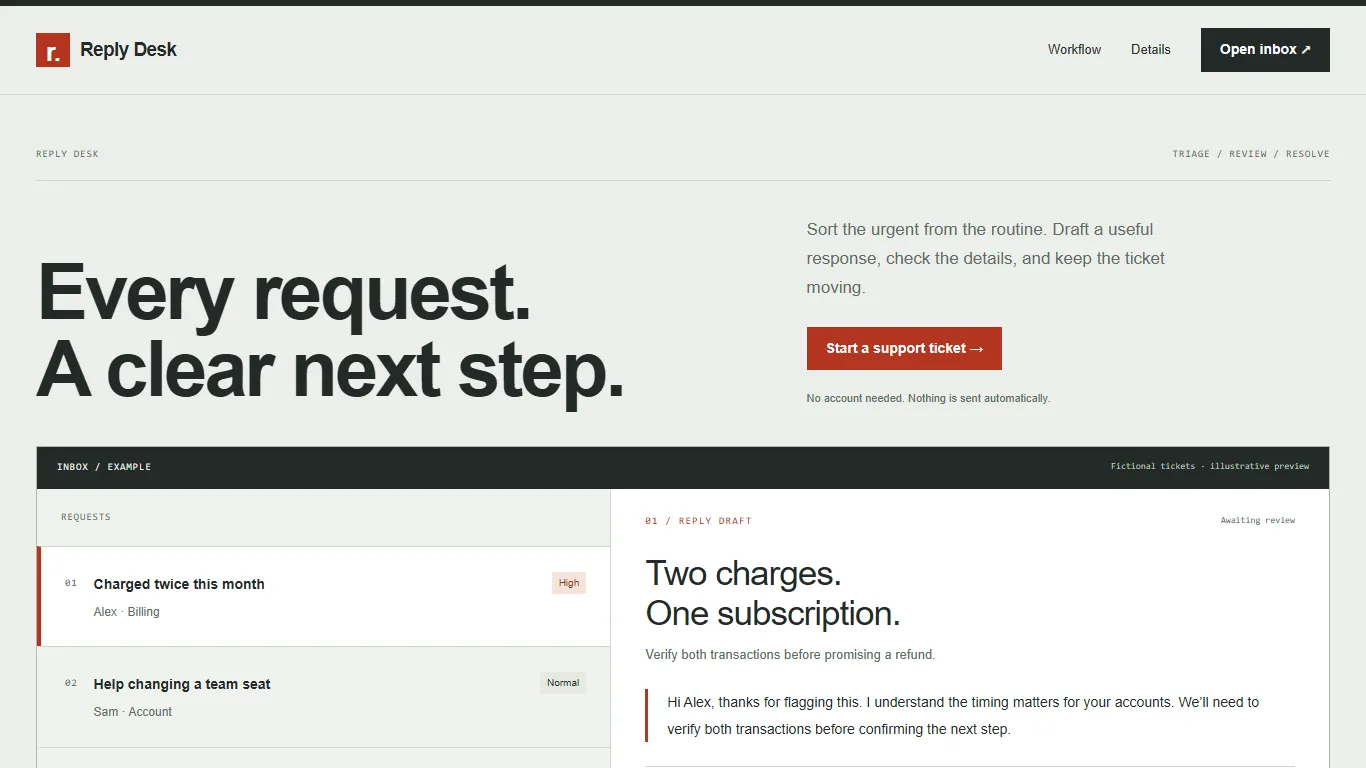 r. Reply Desk
Workflow
Details
Open inbox ↗
REPLY DESK
TRIAGE / REVIEW / RESOLVE
Every request.
A clear next step.
Sort the urgent from the routine. Draft a useful
response, check the details, and keep the ticket
moving.
Start a support ticket →
No account needed. Nothing is sent automatically.
INBOX / EXAMPLE
Fictional tickets · illustrative preview
REQUESTS
01 Charged twice this month High
Alex · Billing
02 Help changing a team seat Normal
Sam · Account
01 / REPLY DRAFT
Awaiting review
Two charges.
One subscription.
Verify both transactions before promising a refund.
Hi Alex, thanks for flagging this. I understand the timing matters for your accounts. We’ll need to
verify both transactions before confirming the next step.